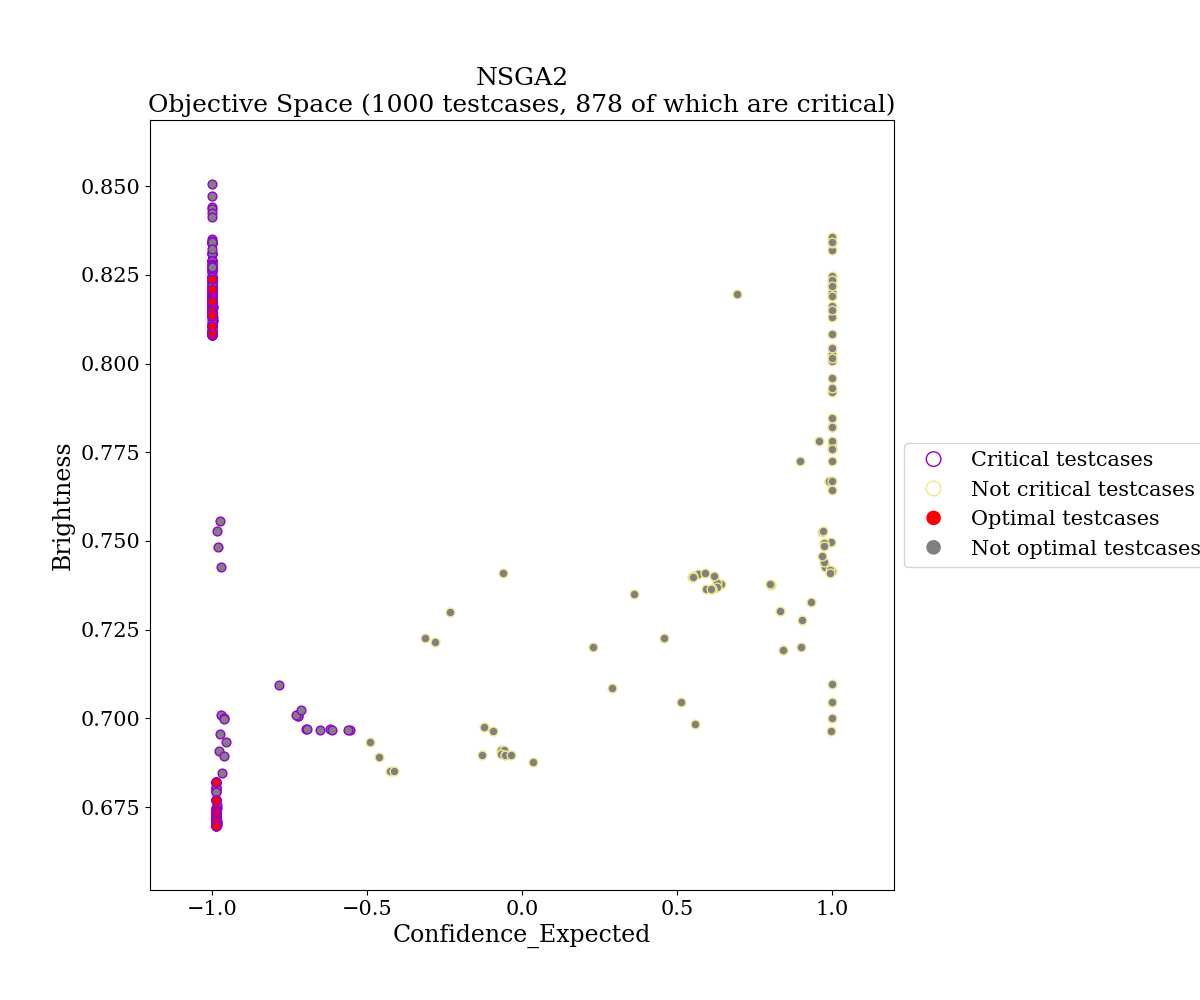 NSGA2
Objective Space (1000 testcases, 878 of which are critical)
0.850
0.825
0.800
0.775
0.750
0.725
0.700
0.675
Brightness
−1.0
−0.5
0.0
0.5
1.0
Confidence_Expected
Critical testcases
Not critical testcases
Optimal testcases
Not optimal testcases